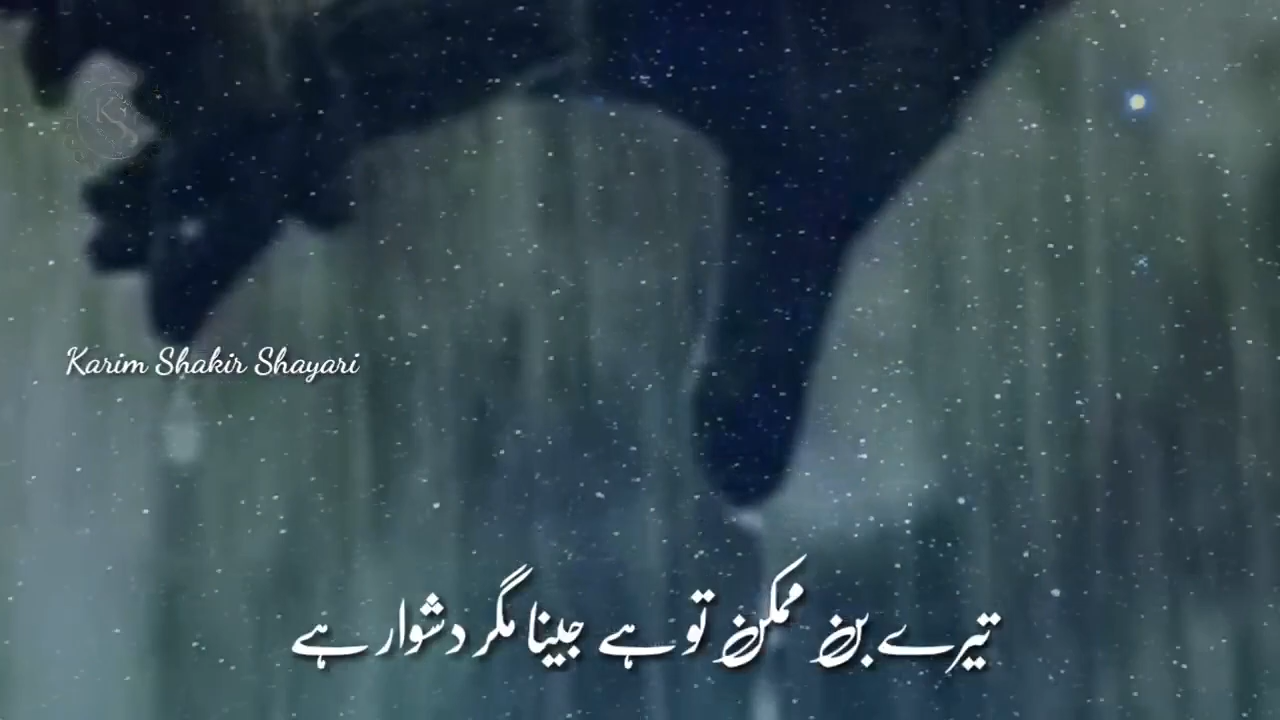 Karim Shakir Shayari
تیرے بن ممکن تو ہے جینا مگر دشوار ہے